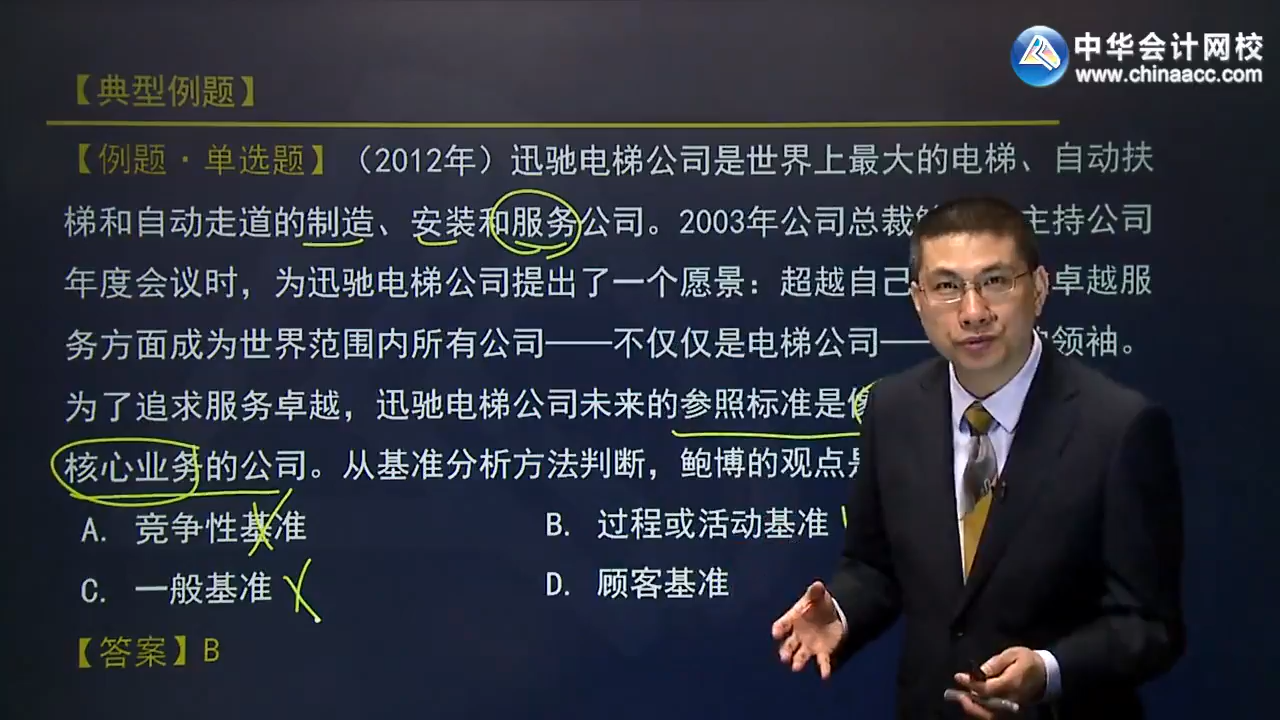 中华会计网校
www.chinaacc.com
【典型例题】
【例题·单选题】（2012年）迅驰电梯公司是世界上最大的电梯、自动扶
梯和自动走道的制造、安装和服务公司。2003年公司总裁 主持公司
年度会议时，为迅驰电梯公司提出了一个愿景：超越自己 卓越服
务方面成为世界范围内所有公司——不仅仅是电梯公司—— 领袖。
为了追求服务卓越，迅驰电梯公司未来的参照标准是
核心业务的公司。从基准分析方法判断，鲍博的观点
A. 竞争性基准
B. 过程或活动基准
C. 一般基准
D. 顾客基准
【答案】B